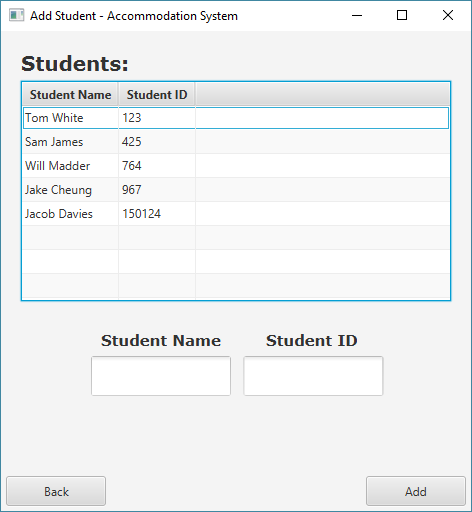 Add Student - Accommodation System
Students:
Student Name Student ID
Tom White 123
Sam James 425
Will Madder 764
Jake Cheung 967
Jacob Davies 150124
Student Name Student ID
Back Add